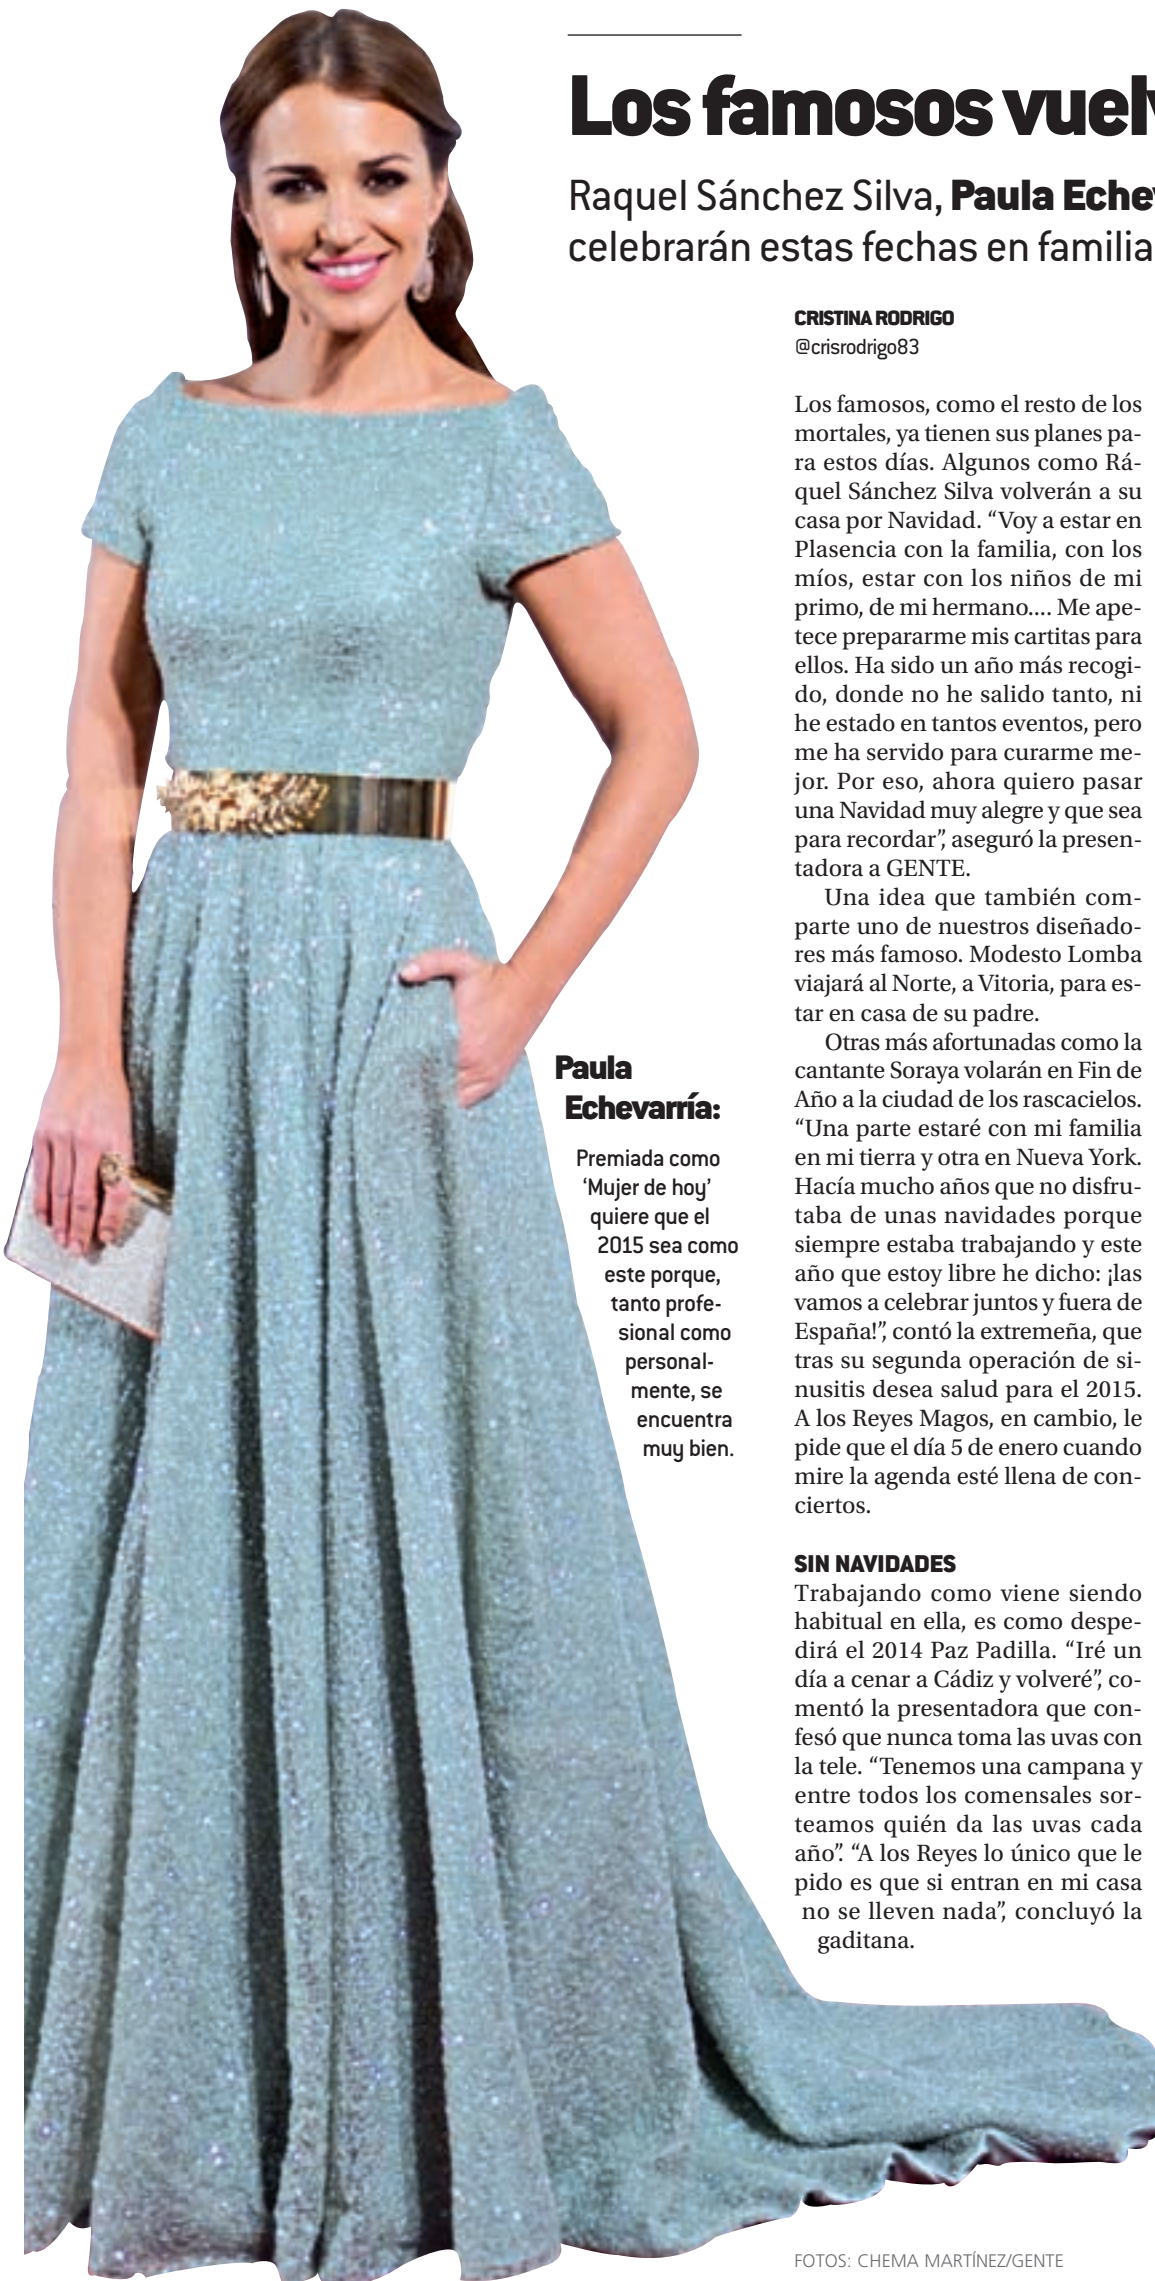 Los famosos vuelv
Raquel Sánchez Silva, Paula Eche
celebrarán estas fechas en familia
CRISTINA RODRIGO
@crisrodrigo83
Los famosos, como el resto de los
mortales, ya tienen sus planes pa-
ra estos días. Algunos como Rá-
quel Sánchez Silva volverán a su
casa por Navidad. “Voy a estar en
Plasencia con la familia, con los
míos, estar con los niños de mi
primo, de mi hermano.... Me ape-
tece prepararme mis cartitas para
ellos. Ha sido un año más recogi-
do, donde no he salido tanto, ni
he estado en tantos eventos, pero
me ha servido para curarme me-
jor. Por eso, ahora quiero pasar
una Navidad muy alegre y que sea
para recordar”, aseguró la presen-
tadora a GENTE.
Una idea que también com-
parte uno de nuestros diseñado-
res más famoso. Modesto Lomba
viajará al Norte, a Vitoria, para es-
tar en casa de su padre.
Otras más afortunadas como la
cantante Soraya volarán en Fin de
Año a la ciudad de los rascacielos.
“Una parte estaré con mi familia
en mi tierra y otra en Nueva York.
Hacía mucho años que no disfru-
taba de unas navidades porque
siempre estaba trabajando y este
año que estoy libre he dicho: ¡las
vamos a celebrar juntos y fuera de
España!”, contó la extremeña, que
tras su segunda operación de si-
nusitis desea salud para el 2015.
A los Reyes Magos, en cambio, le
pide que el día 5 de enero cuando
mire la agenda esté llena de con-
ciertos.
SIN NAVIDADES
Trabajando como viene siendo
habitual en ella, es como despe-
dirá el 2014 Paz Padilla. “Iré un
día a cenar a Cádiz y volveré”, co-
mentó la presentadora que con-
fesó que nunca toma las uvas con
la tele. “Tenemos una campana y
entre todos los comensales sor-
teamos quién da las uvas cada
año”. “A los Reyes lo único que le
pido es que si entran en mi casa
no se lleven nada”, concluyó la
gaditana.
Paula
Echevarría:
Premiada como
‘Mujer de hoy’
quiere que el
2015 sea como
este porque,
tanto profe-
sional como
personal-
mente, se
encuentra
muy bien.
FOTOS: CHEMA MARTÍNEZ/GENTE